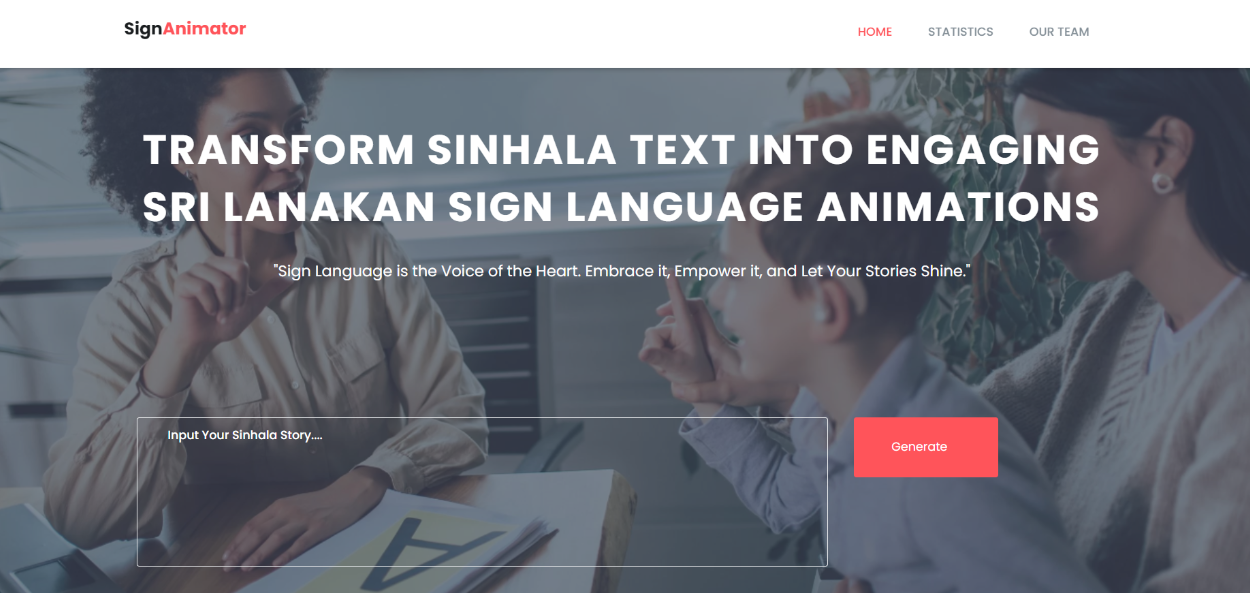 SignAnimator
HOME STATISTICS OUR TEAM
TRANSFORM SINHALA TEXT INTO ENGAGING
SRI LANAKAN SIGN LANGUAGE ANIMATIONS
"Sign Language is the Voice of the Heart. Embrace it, Empower it, and Let Your Stories Shine."
Input Your Sinhala Story....
Generate
A